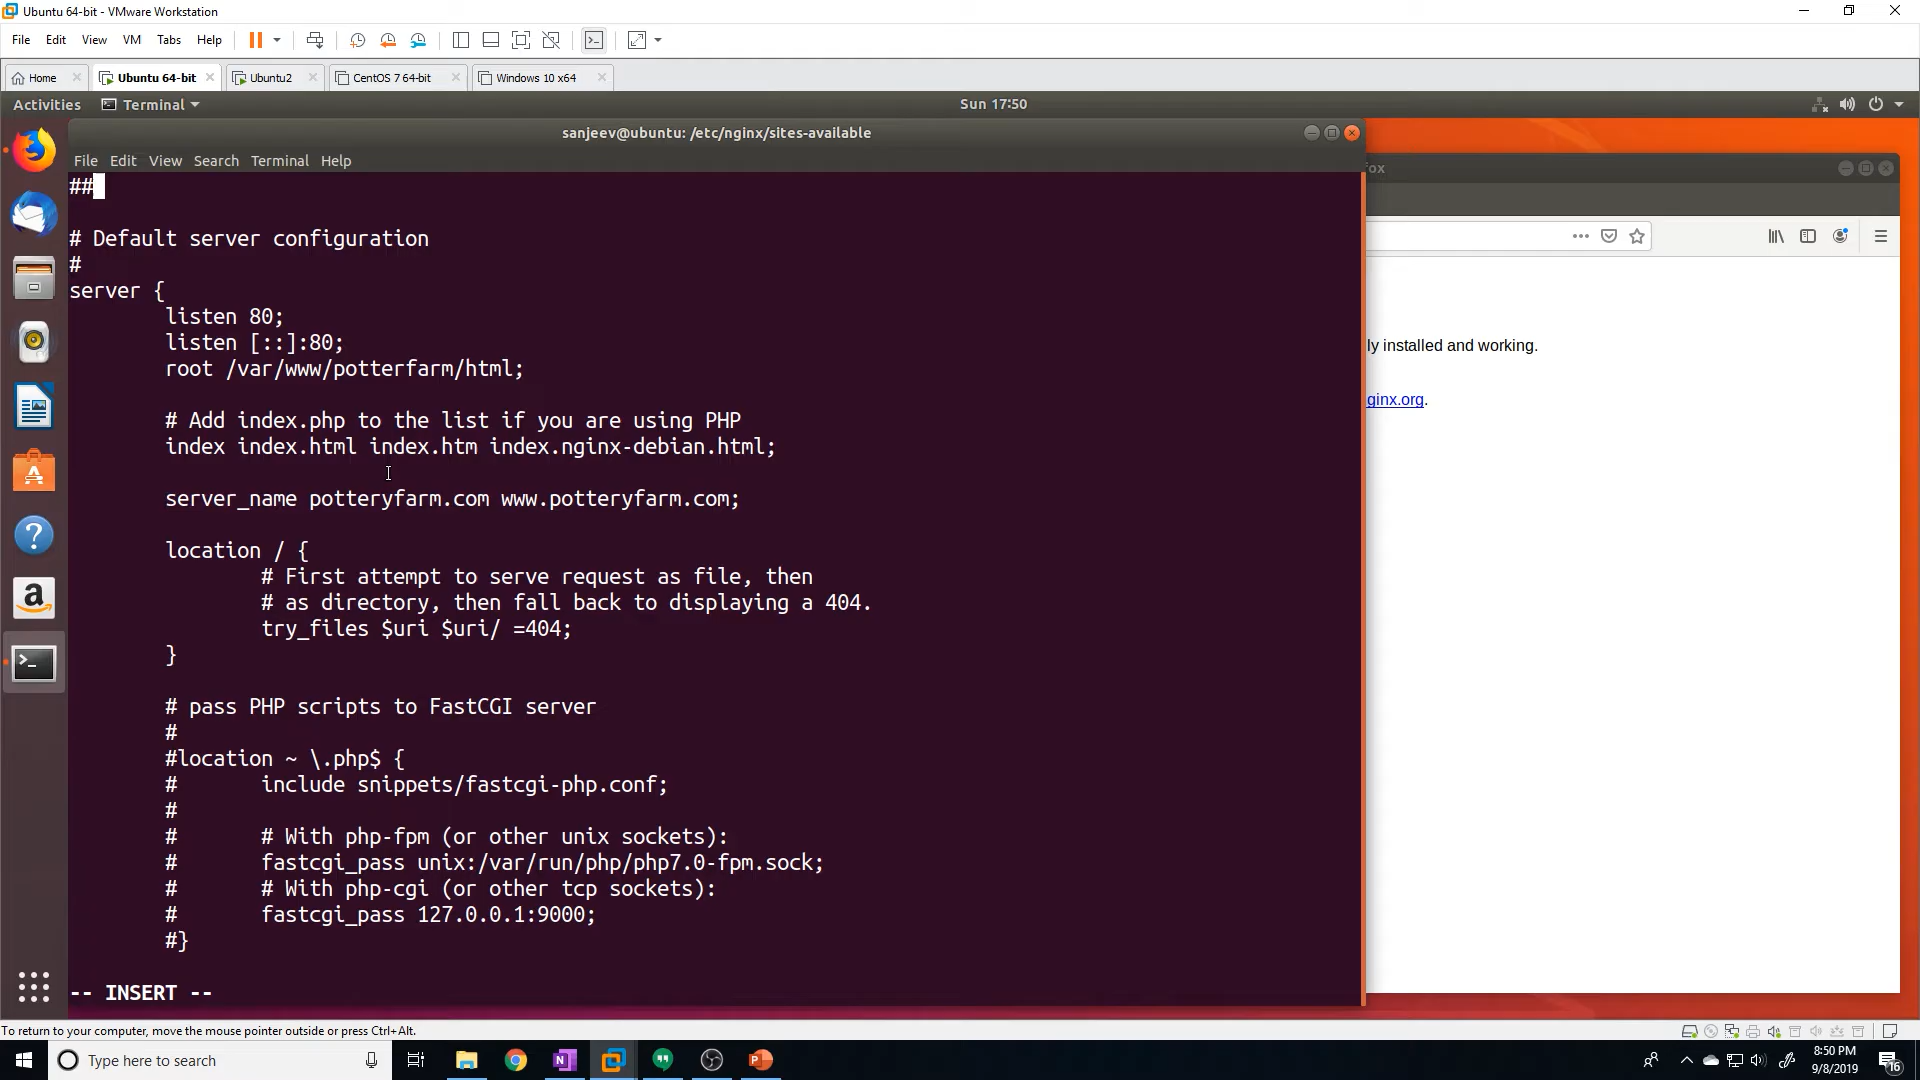 Ubuntu 64-bit - VMware Workstation
File Edit View VM Tabs Help
Home Ubuntu 64-bit Ubuntu2 CentOS 7 64-bit Windows 10 x64
Activities Terminal Sun 17:50
sanjeev@ubuntu: /etc/nginx/sites-available
fox
File Edit View Search Terminal Help
##
# Default server configuration
#
server {
listen 80;
listen [::]:80;
root /var/www/potterfarm/html;
# Add index.php to the list if you are using PHP
index index.html index.htm index.nginx-debian.html;
server_name potteryfarm.com www.potteryfarm.com;
location / {
# First attempt to serve request as file, then
# as directory, then fall back to displaying a 404.
try_files $uri $uri/ =404;
}
# pass PHP scripts to FastCGI server
#
#location ~ \.php$ {
# include snippets/fastcgi-php.conf;
#
# # With php-fpm (or other unix sockets):
# fastcgi_pass unix:/var/run/php/php7.0-fpm.sock;
# # With php-cgi (or other tcp sockets):
# fastcgi_pass 127.0.0.1:9000;
#}
-- INSERT --
ly installed and working.
ginx.org.
To return to your computer, move the mouse pointer outside or press Ctrl+Alt.
Type here to search
8:50 PM
9/8/2019
16